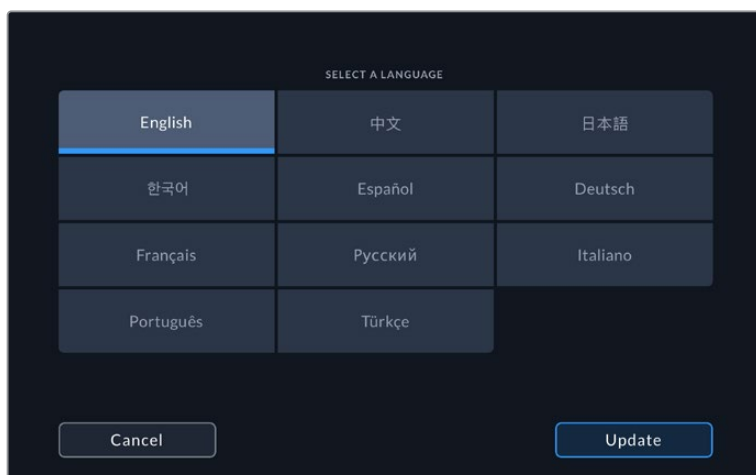 SELECT A LANGUAGE
English 中文 日本語
한국어 Español Deutsch
Français Русский Italiano
Português Türkçe
Cancel Update